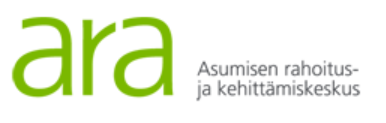 ara
Asumisen rahoitus-
ja kehittämiskeskus